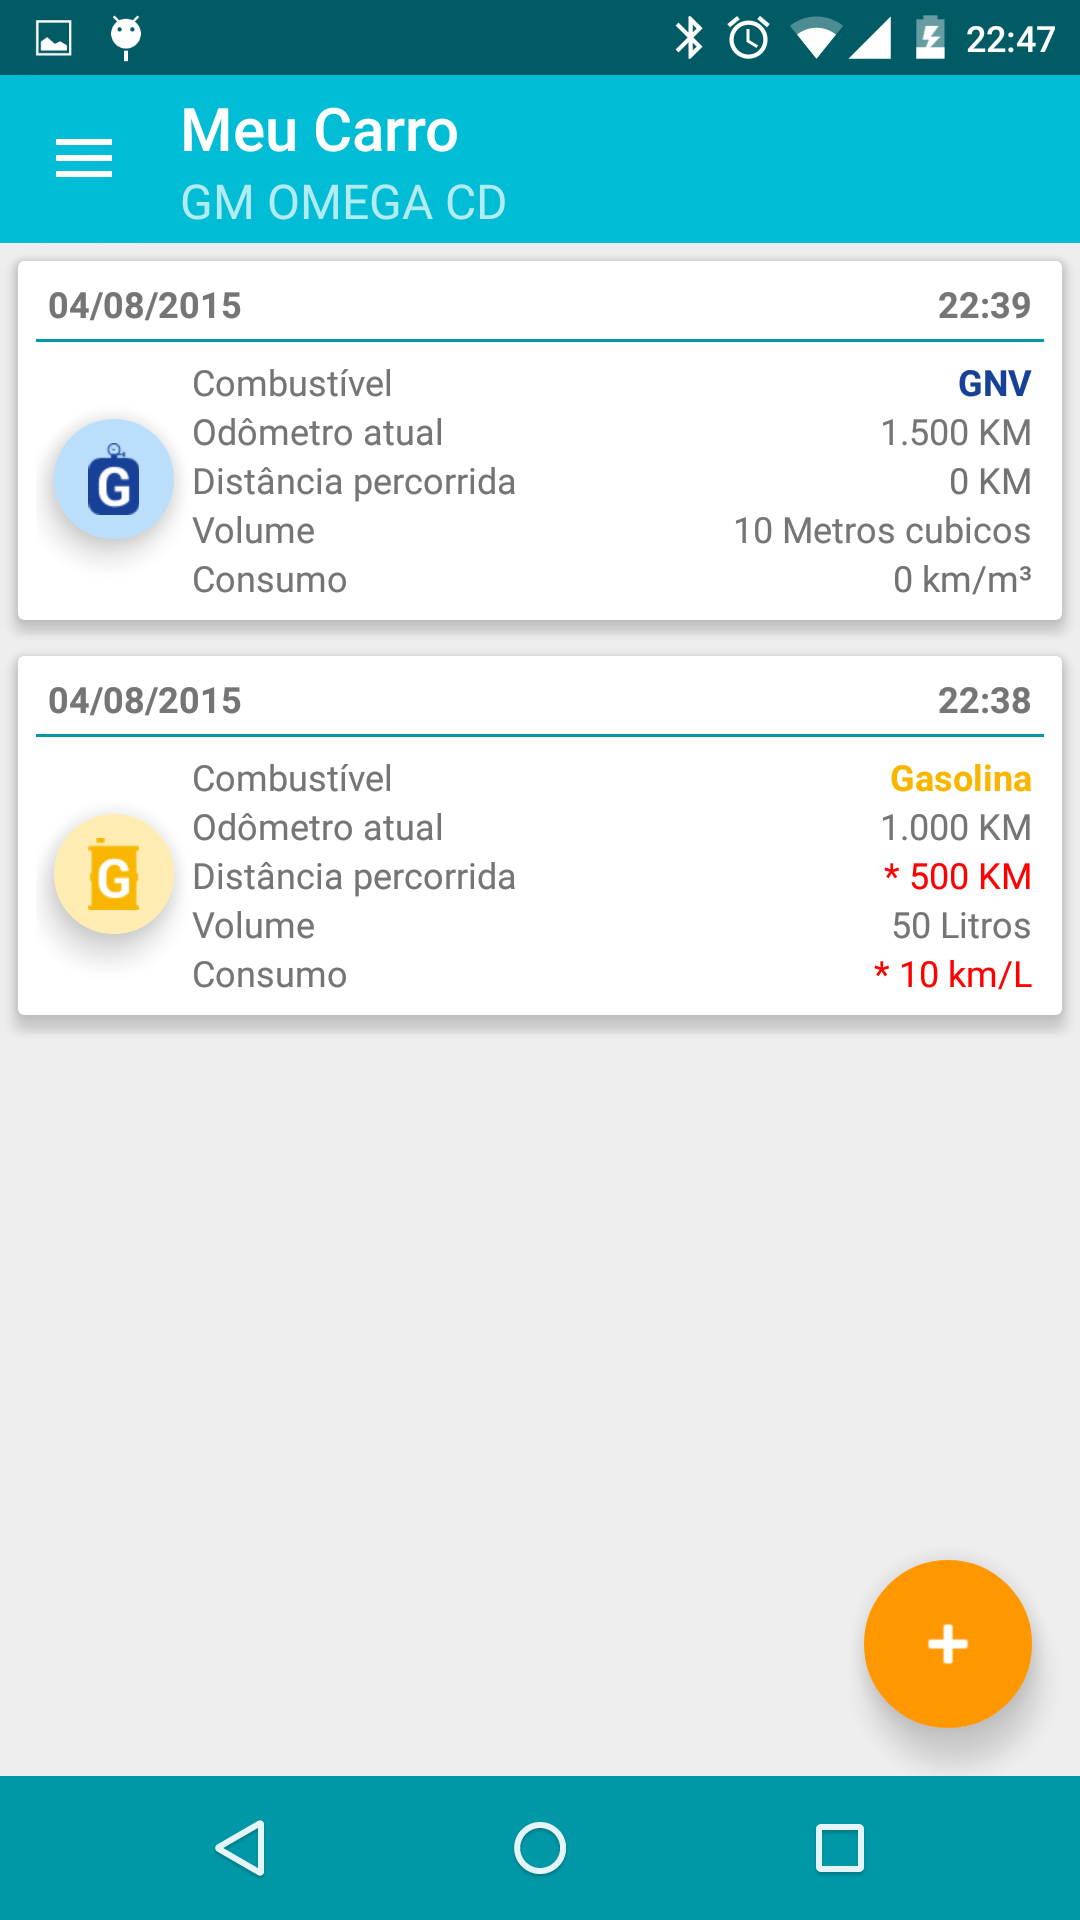 22:47
Meu Carro
GM OMEGA CD
04/08/2015 22:39
Combustível GNV
Odômetro atual 1.500 KM
G
Distância percorrida 0 KM
Volume 10 Metros cubicos
Consumo 0 km/m³
04/08/2015 22:38
Combustível Gasolina
Odômetro atual 1.000 KM
G
Distância percorrida * 500 KM
Volume 50 Litros
Consumo * 10 km/L
+